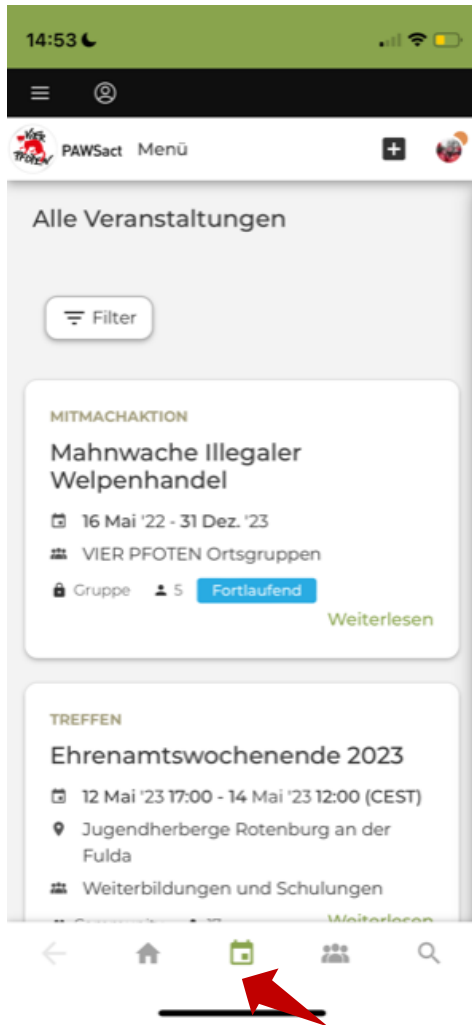 14:53
VIER
PFOTEN
PAWSact Menü
Alle Veranstaltungen
Filter
MITMACHAKTION
Mahnwache Illegaler
Welpenhandel
16 Mai '22 - 31 Dez. '23
VIER PFOTEN Ortsgruppen
Gruppe 5 Fortlaufend
Weiterlesen
TREFFEN
Ehrenamtswochenende 2023
12 Mai '23 17:00 - 14 Mai '23 12:00 (CEST)
Jugendherberge Rotenburg an der
Fulda
Weiterbildungen und Schulungen
Weiterlesen